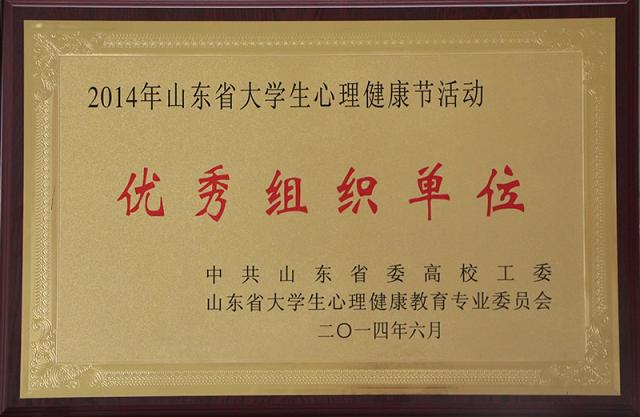 2014年山东省大学生心理健康节活动
优秀组织单位
中共山东省委高校工委
山东省大学生心理健康教育专业委员会
二〇一四年六月